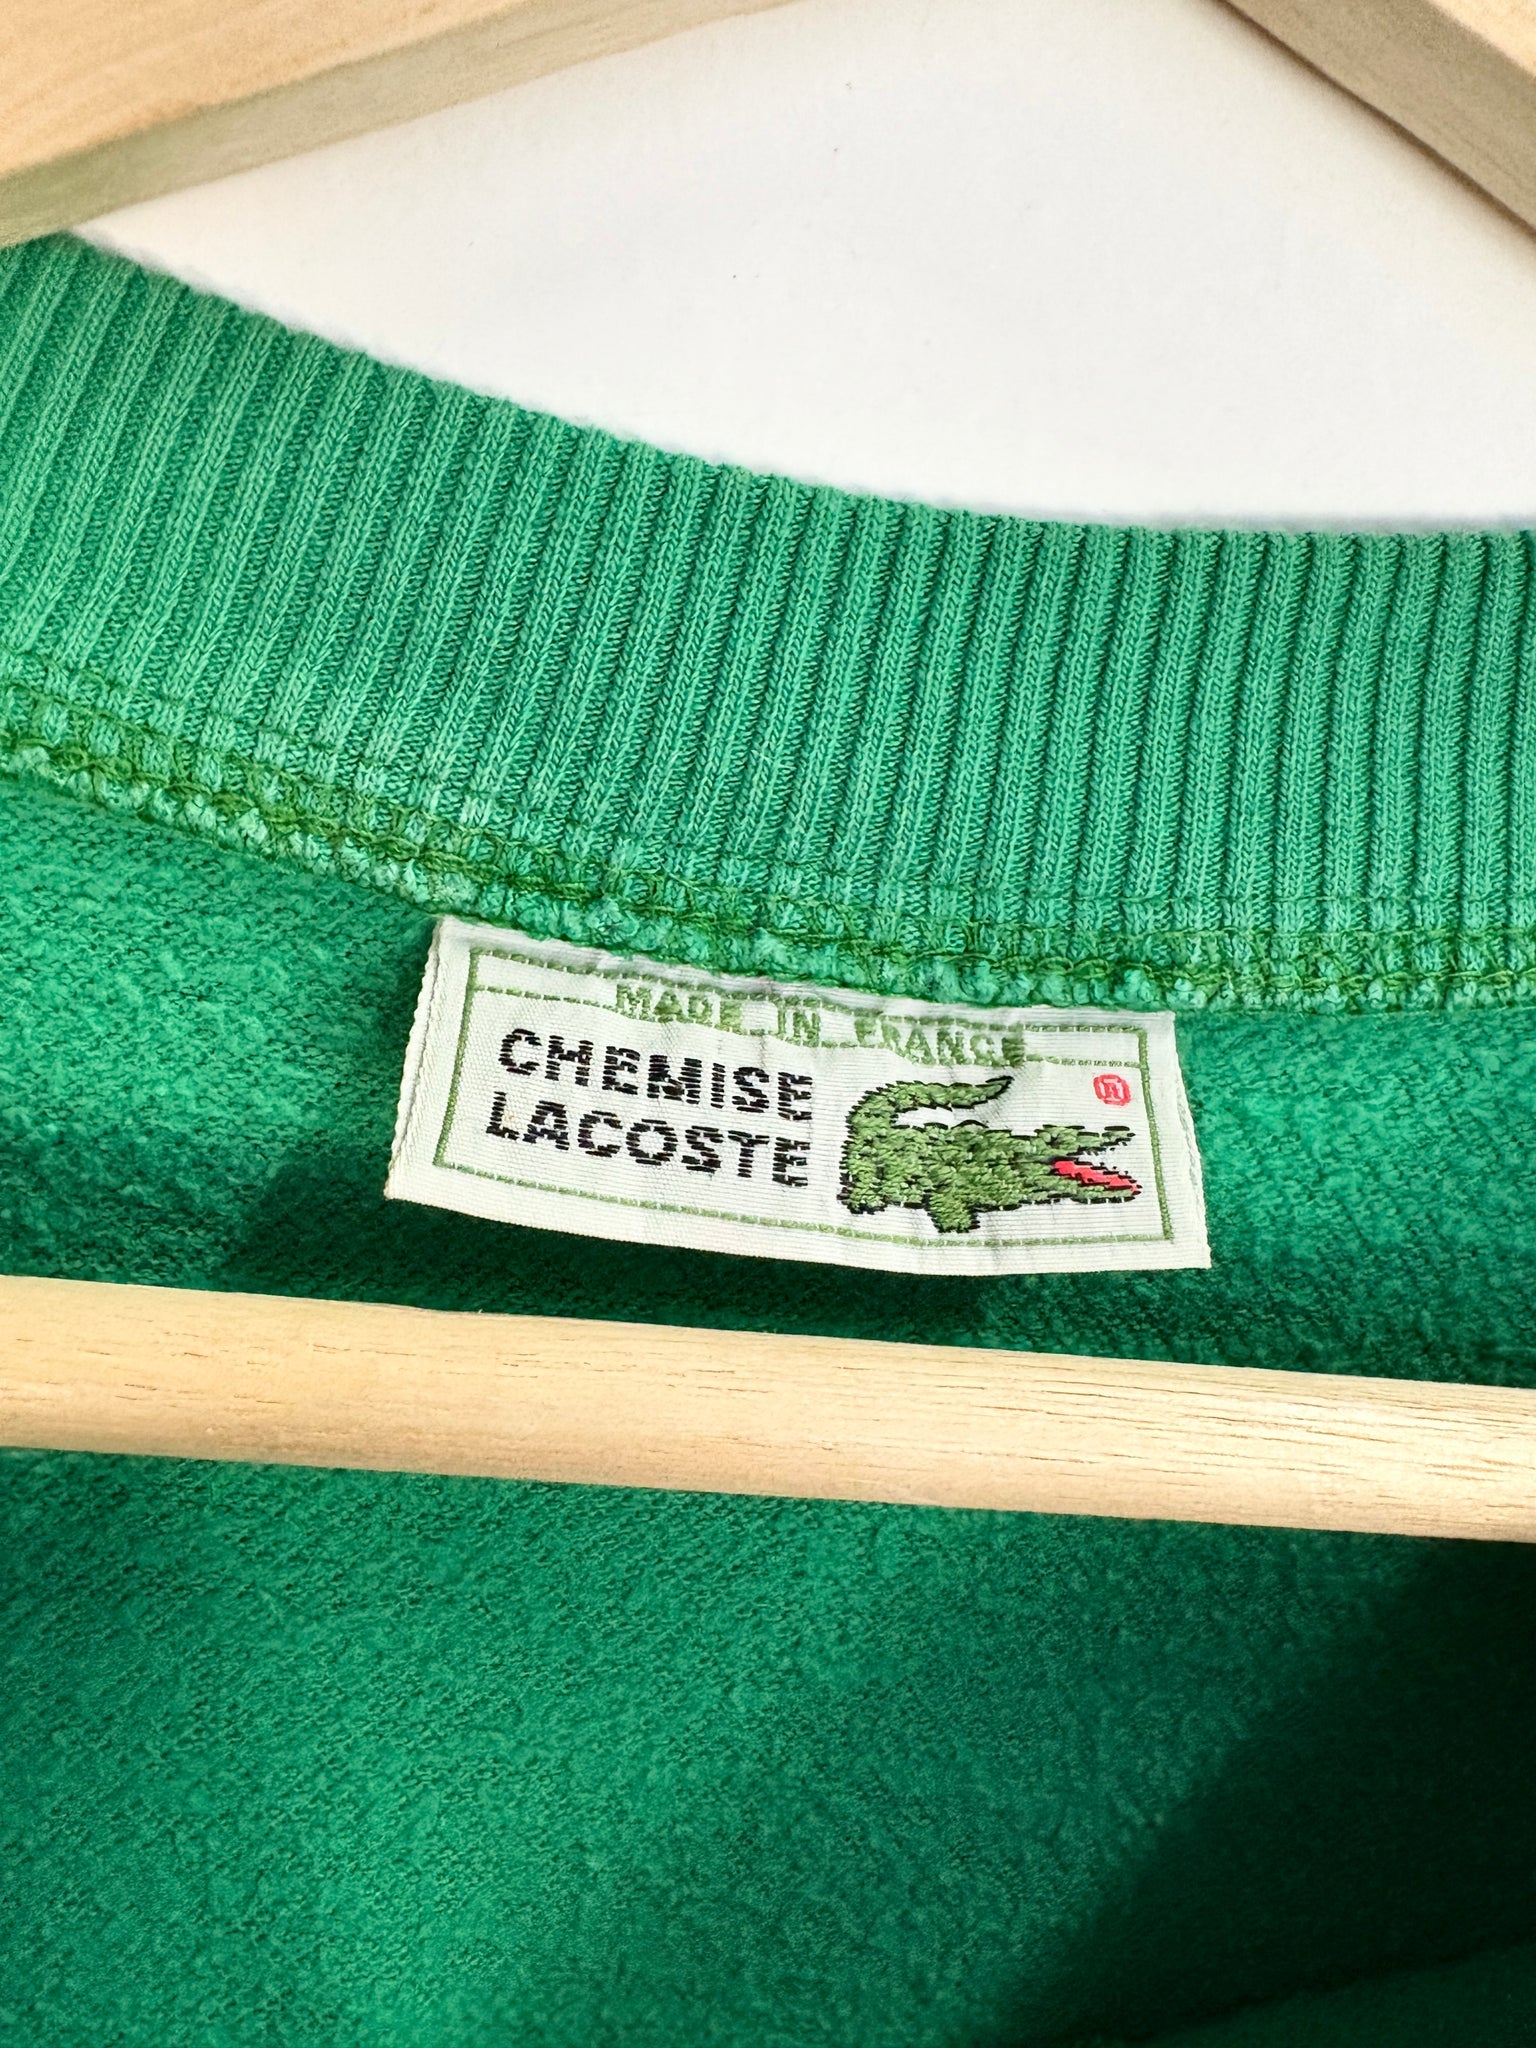 MADE IN FRANCE
CHEMISE
LACOSTE
®